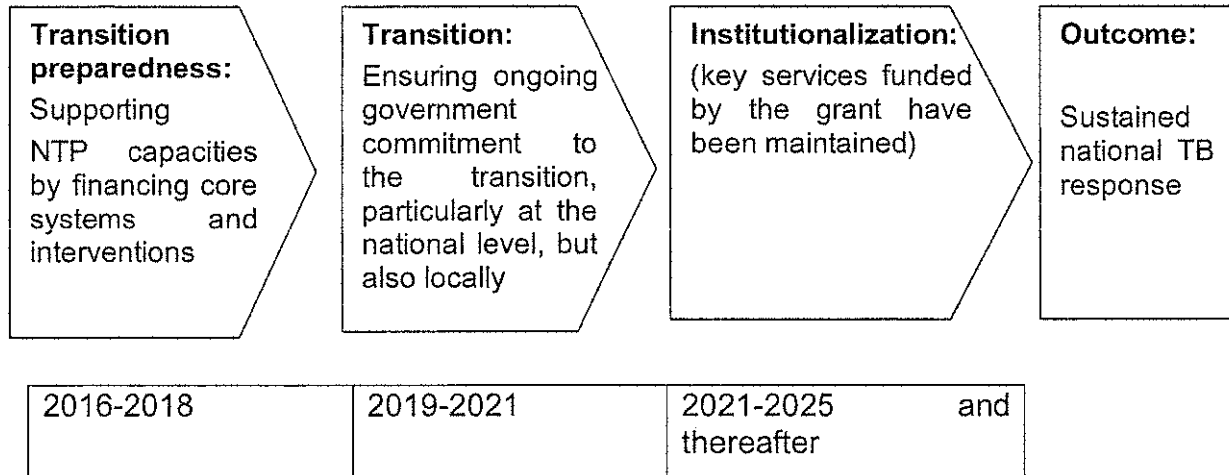 Transition
preparedness:
Supporting
NTP capacities
by financing core
systems and
interventions
Transition:
Ensuring ongoing
government
commitment to
the transition,
particularly at the
national level, but
also locally
Institutionalization:
(key services funded
by the grant have
been maintained)
Outcome:
Sustained
national TB
response
2016-2018
2019-2021
2021-2025 and
thereafter